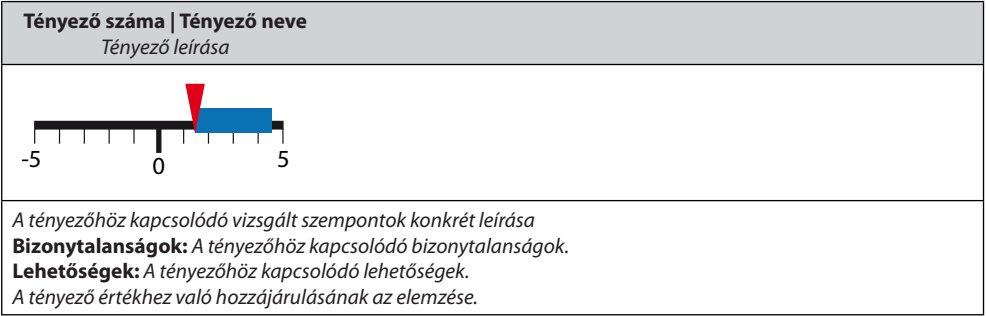 Tényező száma | Tényező neve
Tényező leírása
-5 0 5
A tényezőhöz kapcsolódó vizsgált szempontok konkrét leírása
Bizonytalanságok: A tényezőhöz kapcsolódó bizonytalanságok.
Lehetőségek: A tényezőhöz kapcsolódó lehetőségek.
A tényező értékhez való hozzájárulásának az elemzése.